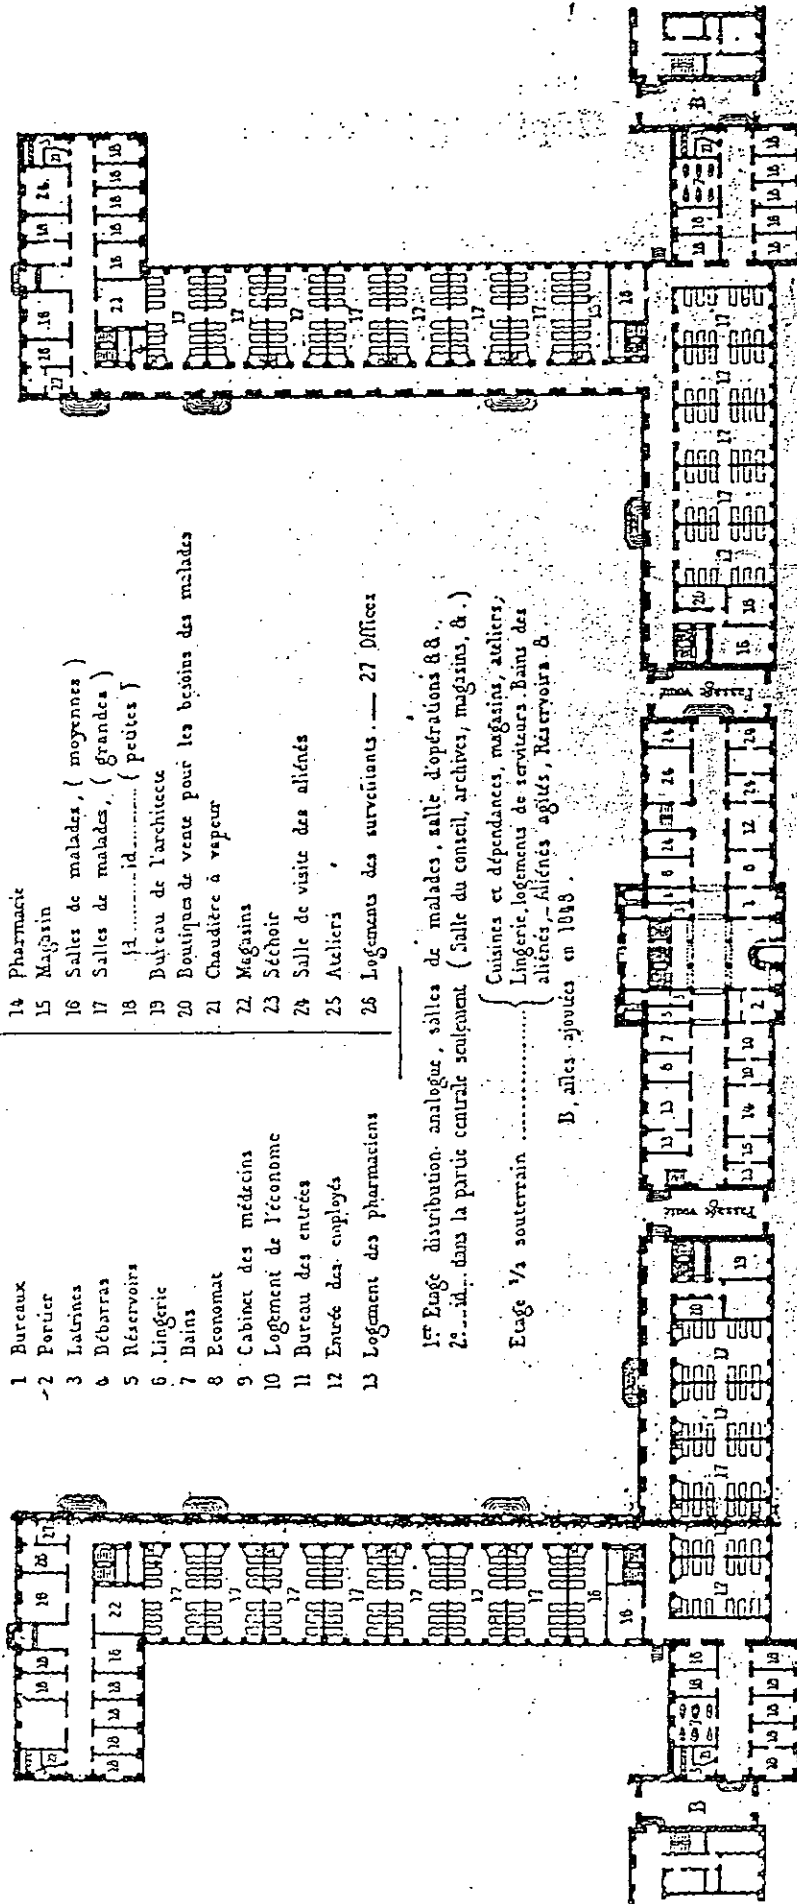 1 Bureaux
2 Portier
3 Latrines
4 Débarras
5 Réservoirs
6 Lingerie
7 Bains
8 Economat
9 Cabinet des médecins
10 Logement de l'économe
11 Bureau des entrées
12 Entrée des employés
13 Logement des pharmaciens
14 Pharmacie
15 Magasin
16 Salles de malades, ( moyennes )
17 Salles de malades, ( grandes )
18 id ........ id ........ ( petites )
19 Bureau de l'architecte
20 Boutiques de vente pour les besoins des malades
21 Chaudière à vapeur
22 Magasins
23 Séchoir
24 Salle de visite des aliénés
25 Ateliers
26 Logements des surveillants. — 27 Offices
1er Etage distribution analogue, salles de malades, salle d'opérations & &.
2e ... id. dans la partie centrale seulement ( Salle du conseil, archives, magasins, &. )
Etage 1/2 souterrain ........
Cuisines et dépendances, magasins, ateliers,
Lingerie, logements de serviteurs. Bains des
aliénés, _ Aliénés agités, Réservoirs &.
B, ailes ajoutées en 1848.
Passage vouté
Passage vouté
B
B